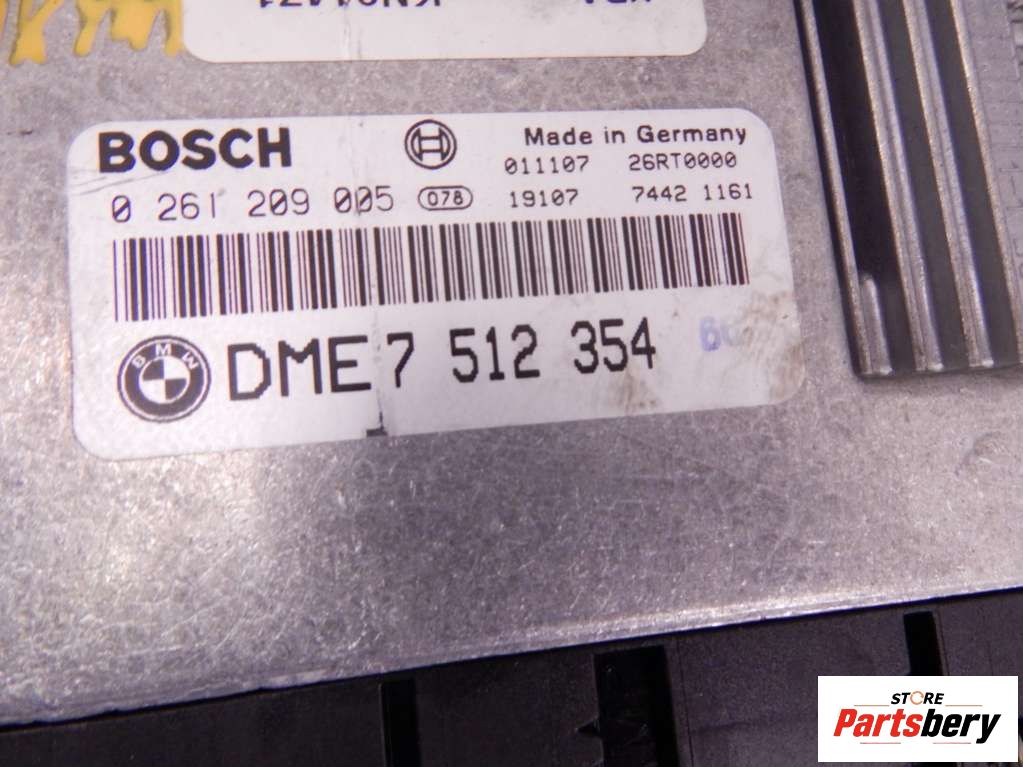 BOSCH
Made in Germany
011107 26RT0000
0 261 209 005 078 19107 7442 1161
BMW
DME 7 512 354
STORE
Partsbery